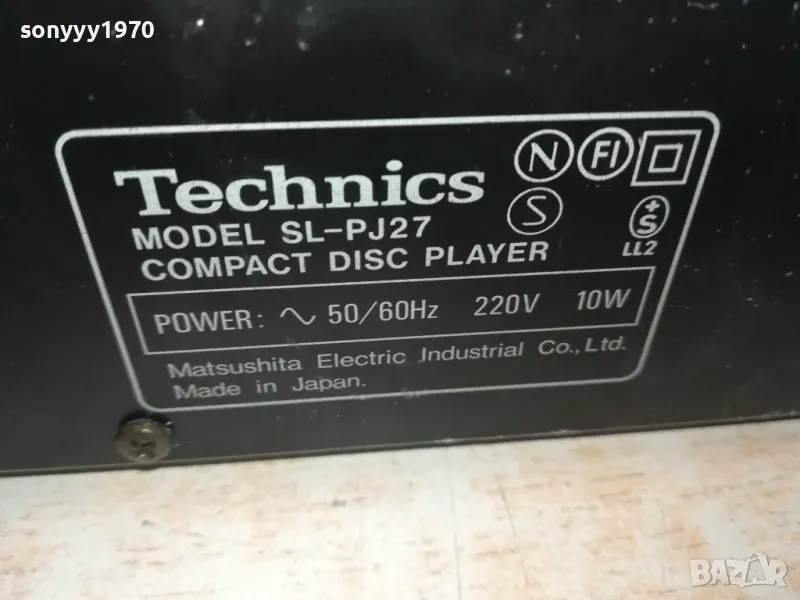 sonyyy1970
Technics N FI
MODEL SL-PJ27 S +S
COMPACT DISC PLAYER LL2
POWER: ∿ 50/60Hz 220V 10W
Matsushita Electric Industrial Co., Ltd.
Made in Japan.
BAZAR